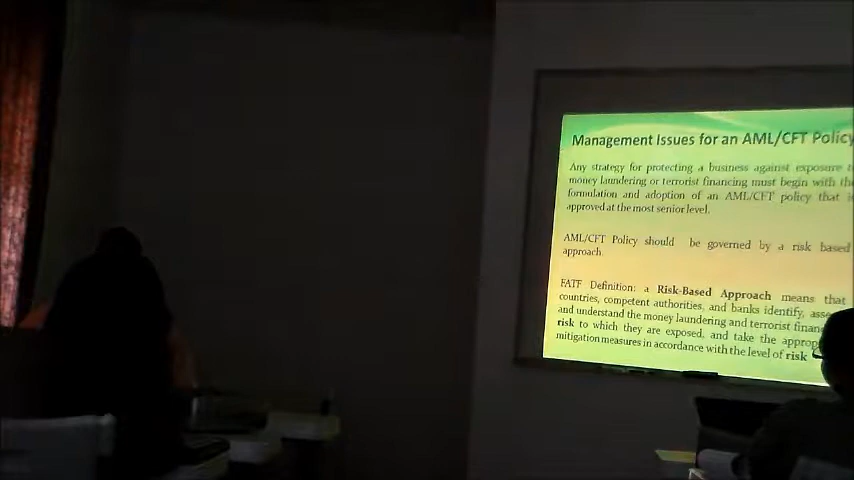 Management Issues for an AML/CFT Policy
Any strategy for protecting a business against exposure
money laundering or terrorist financing must begin with the
formulation and adoption of an AML/CFT policy that
approved at the most senior level.
AML/CFT Policy should be governed by a risk based
approach.
FATF Definition: a Risk-Based Approach means that
countries, competent authorities, and banks identify,
and understand the money laundering and terrorist
risk to which they are exposed, and take the
mitigation measures in accordance with the level of risk